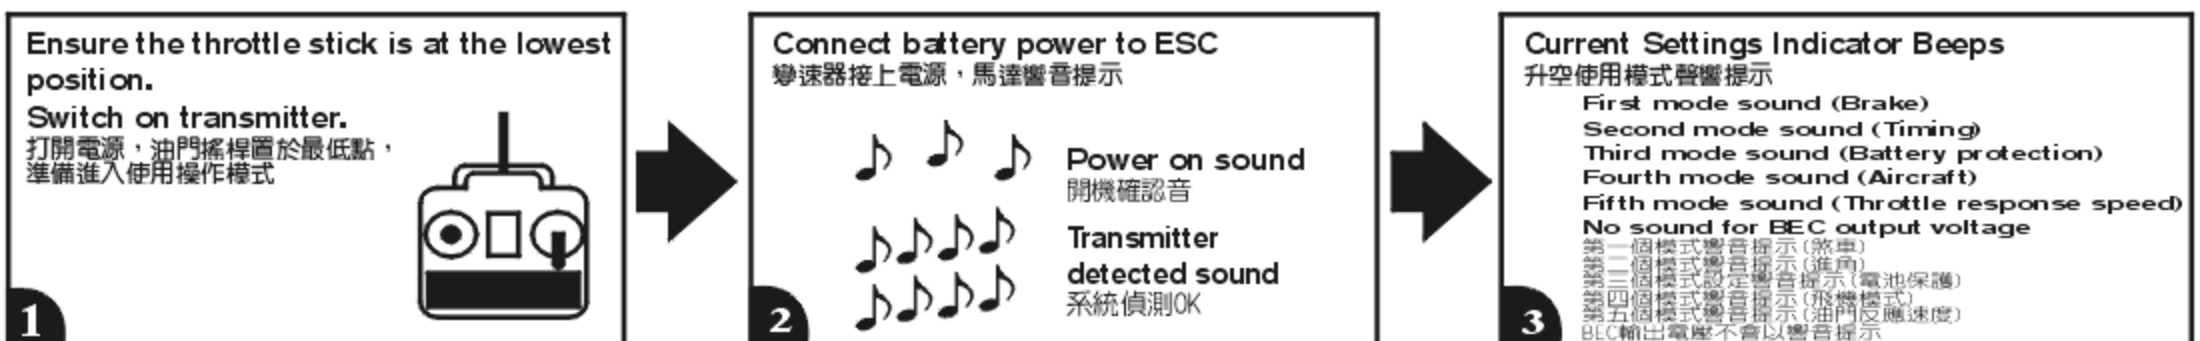 Ensure the throttle stick is at the lowest
position.
Switch on transmitter.
打開電源，油門搖桿置於最低點，
準備進入使用操作模式
1
Connect battery power to ESC
變速器接上電源，馬達響音提示
Power on sound
開機確認音
Transmitter
detected sound
系統偵測OK
2
Current Settings Indicator Beeps
升空使用模式聲響提示
First mode sound (Brake)
Second mode sound (Timing)
Third mode sound (Battery protection)
Fourth mode sound (Aircraft)
Fifth mode sound (Throttle response speed)
No sound for BEC output voltage
第一個模式響音提示(煞車)
第二個模式響音提示(進角)
第三個模式設定響音提示(電池保護)
第四個模式響音提示(飛機模式)
第五個模式響音提示(油門反應速度)
BEC輸出電壓不會以響音提示
3